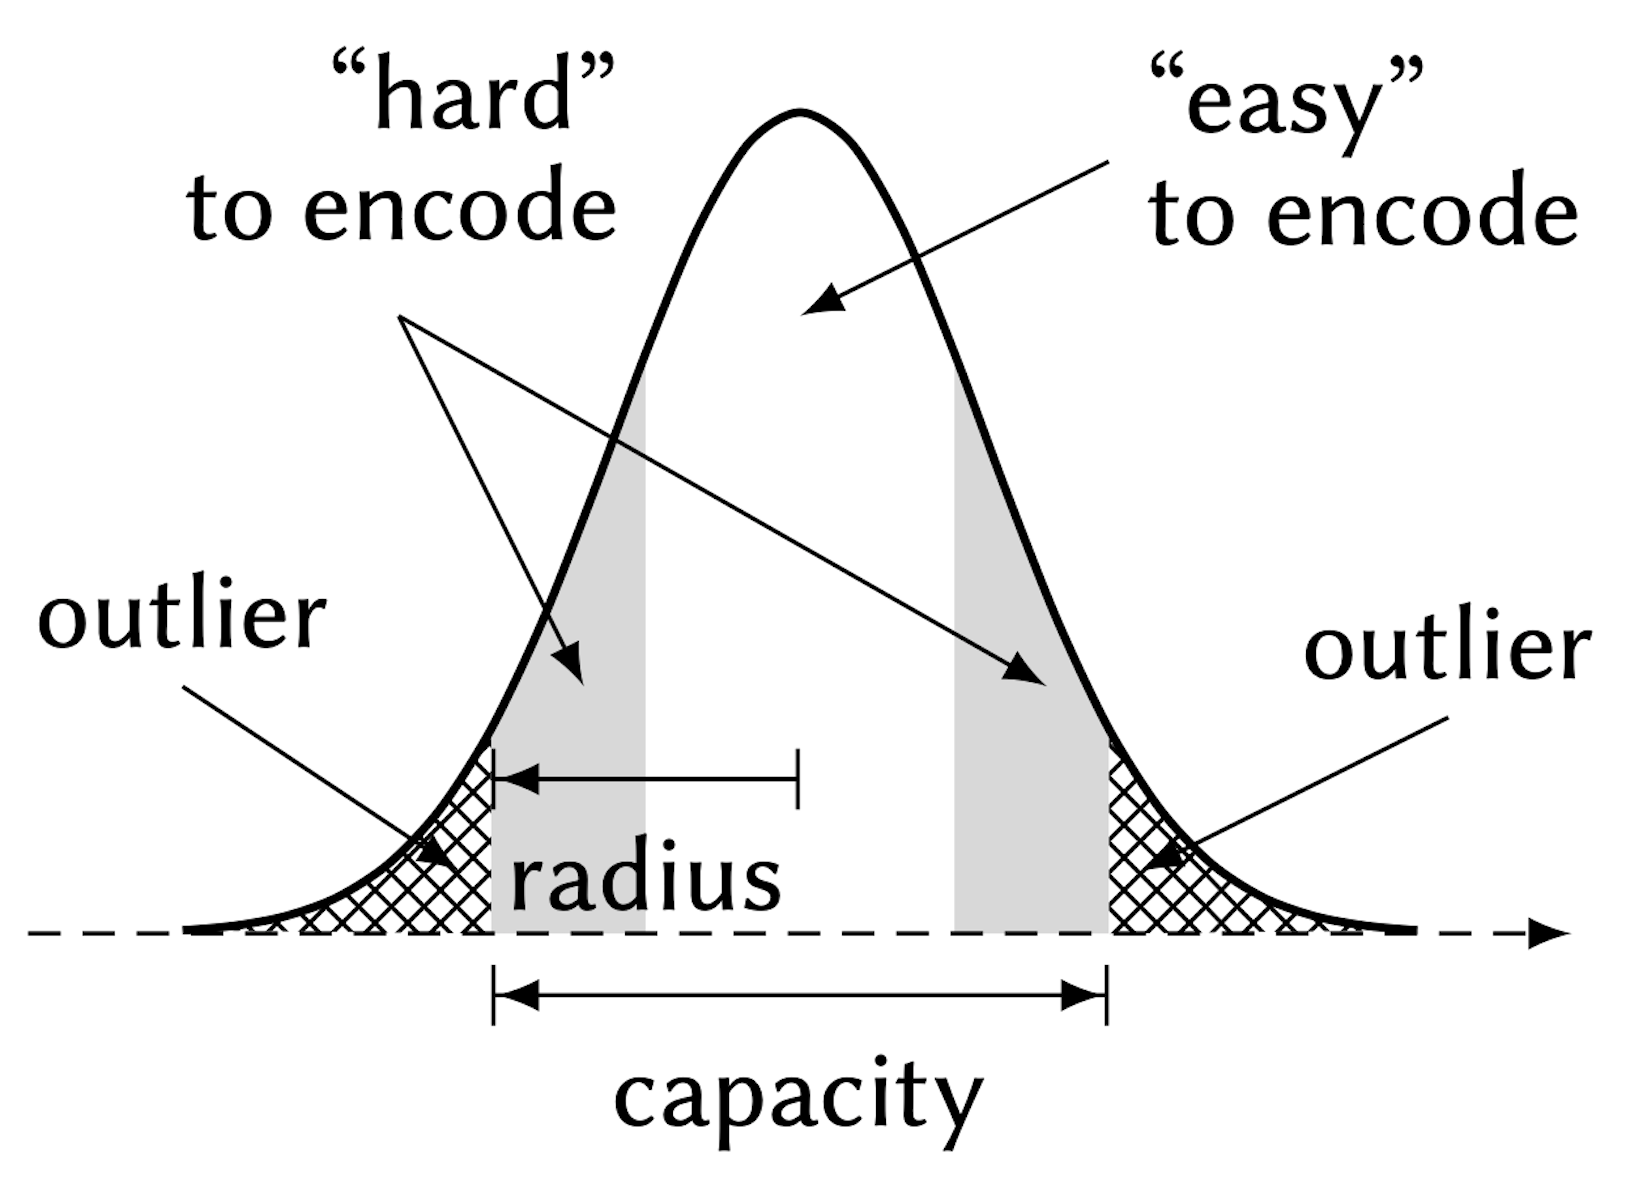 “hard”
to encode
“easy”
to encode
outlier
outlier
radius
capacity